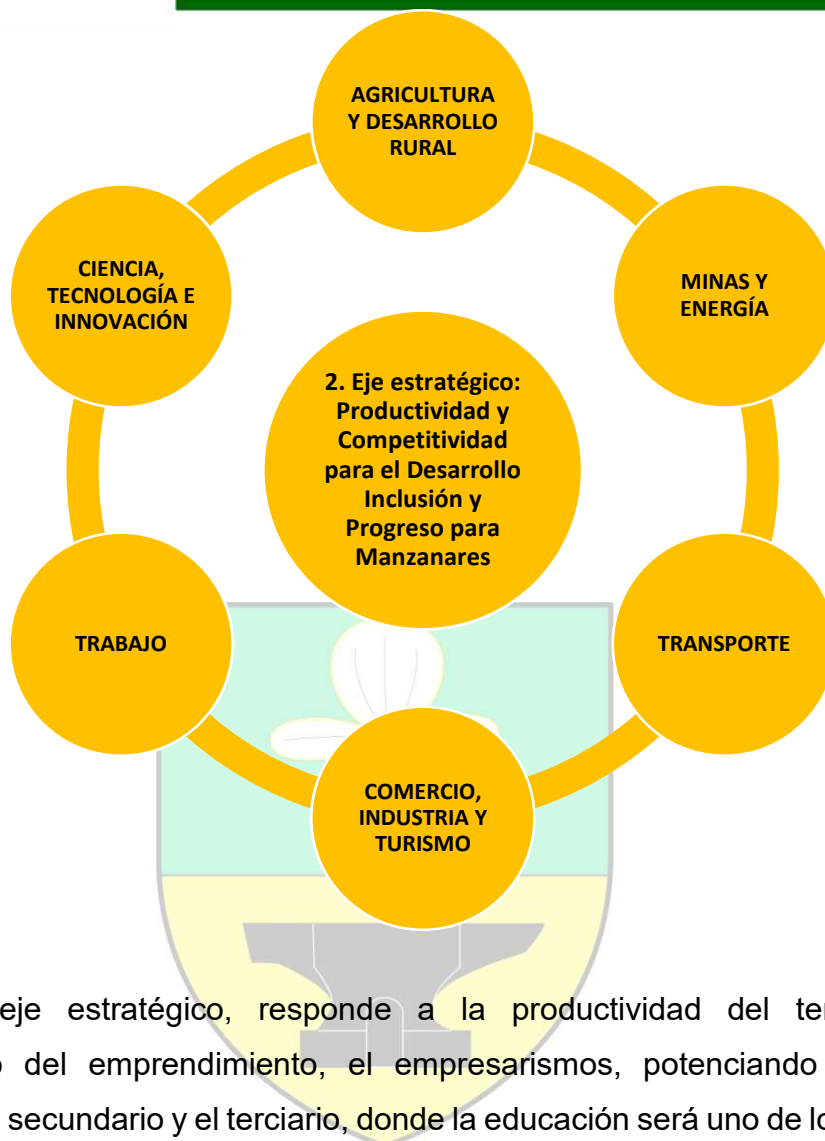 AGRICULTURA
Y DESARROLLO
RURAL
CIENCIA,
TECNOLOGÍA E
INNOVACIÓN
MINAS Y
ENERGÍA
2. Eje estratégico:
Productividad y
Competitividad
para el Desarrollo
Inclusión y
Progreso para
Manzanares
TRABAJO
TRANSPORTE
COMERCIO,
INDUSTRIA Y
TURISMO
eje estratégico, responde a la productividad del
del emprendimiento, el empresarismos, potenciando
secundario y el terciario, donde la educación será uno de